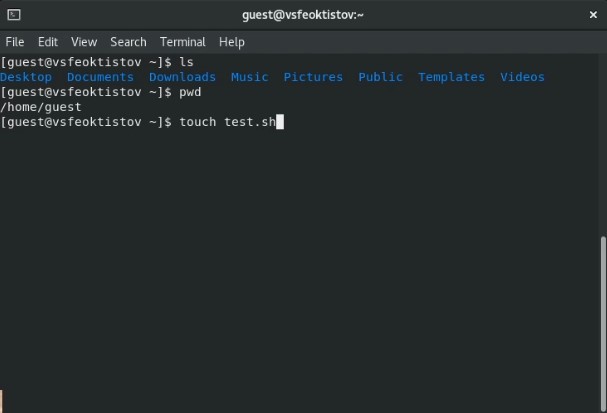 guest@vsfeoktistov:~
File Edit View Search Terminal Help
[guest@vsfeoktistov ~]$ ls
Desktop Documents Downloads Music Pictures Public Templates Videos
[guest@vsfeoktistov ~]$ pwd
/home/guest
[guest@vsfeoktistov ~]$ touch test.sh